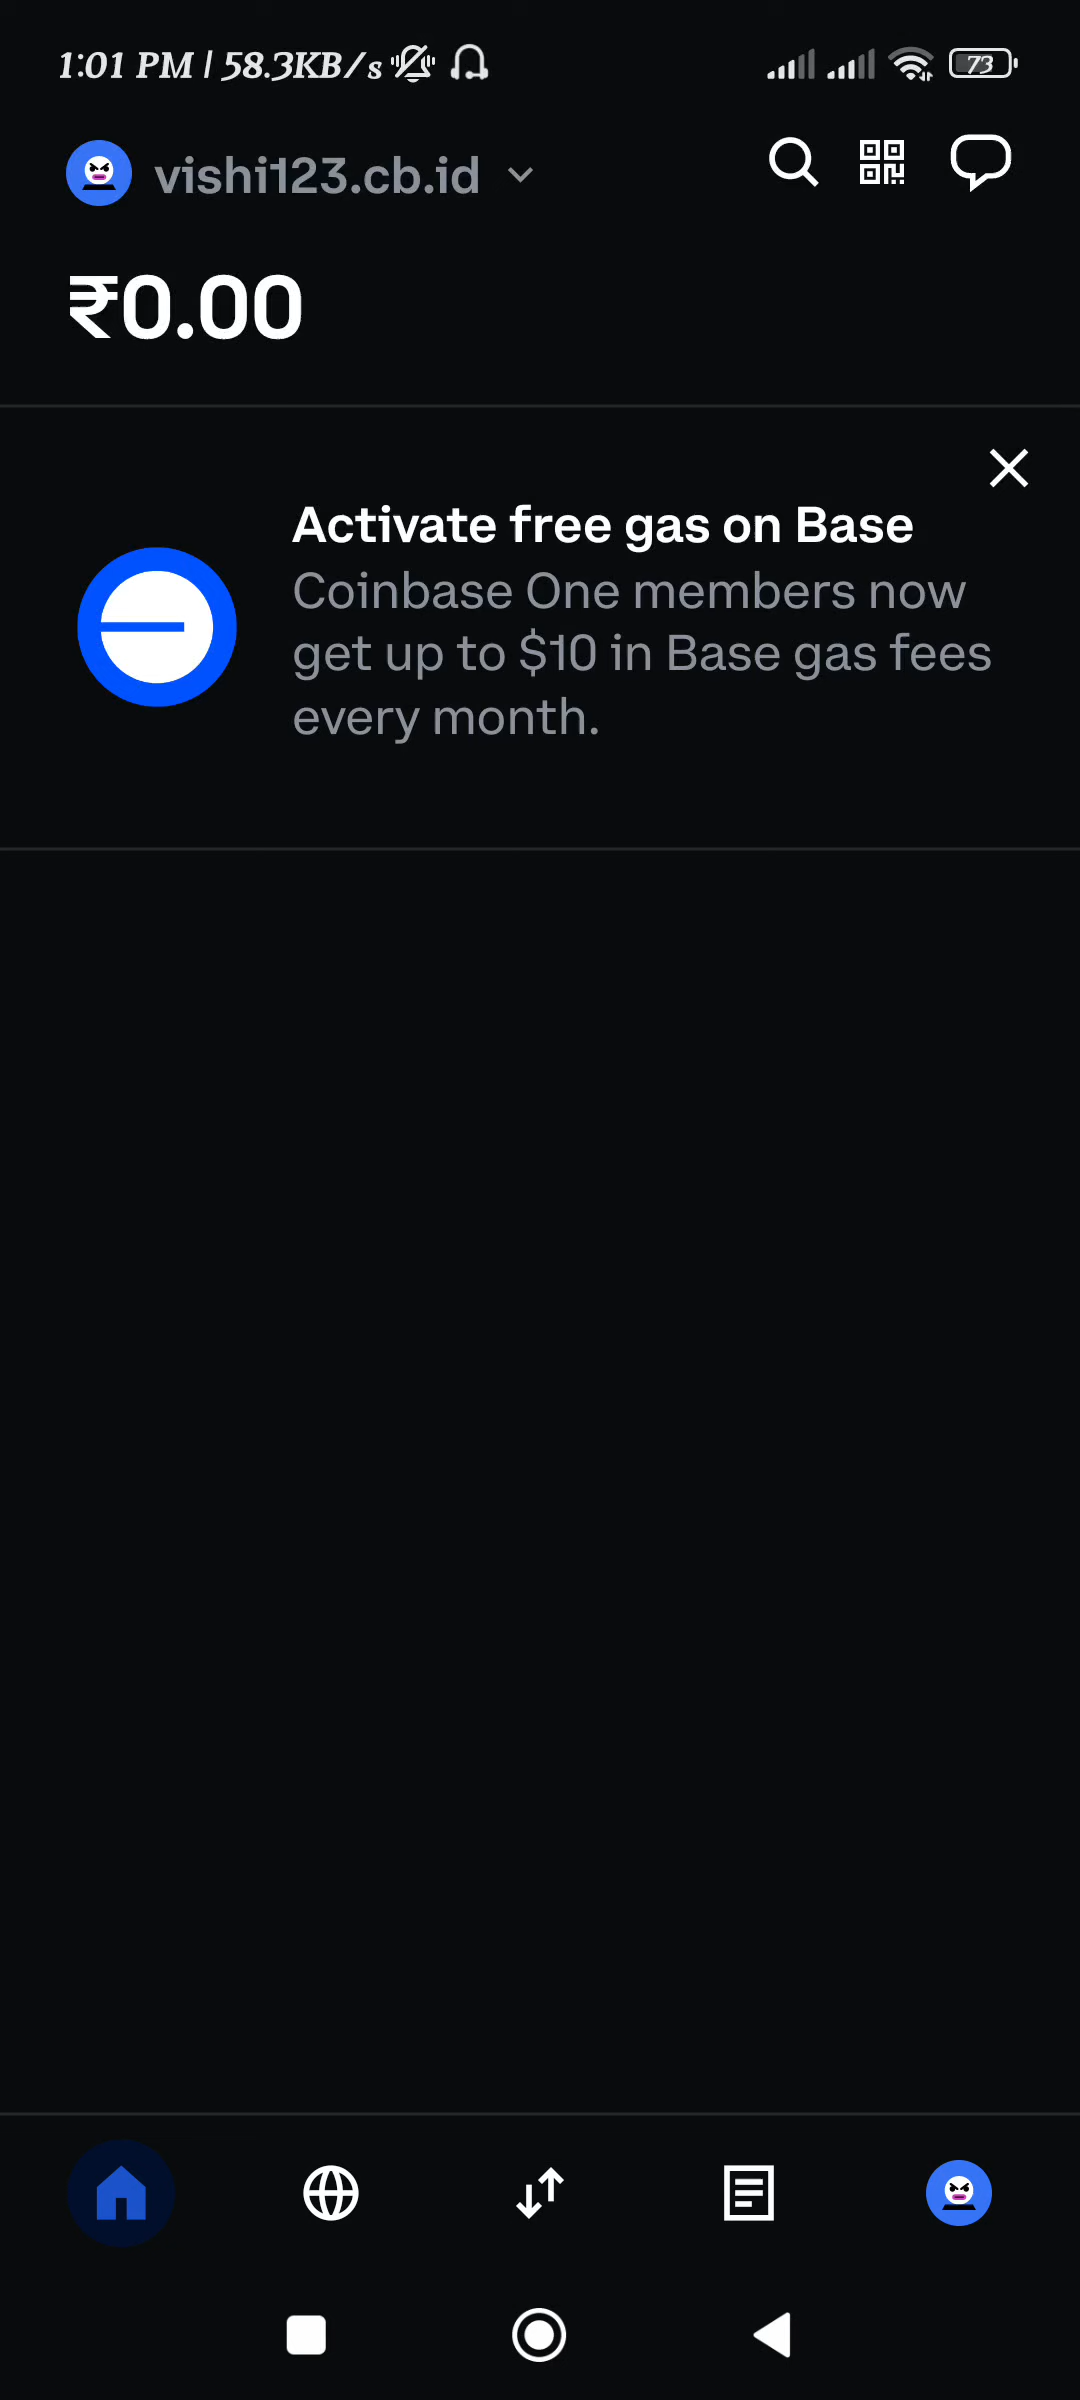 1:01 PM | 58.3KB/s
73
vishi123.cb.id
₹0.00
Activate free gas on Base
Coinbase One members now
get up to $10 in Base gas fees
every month.